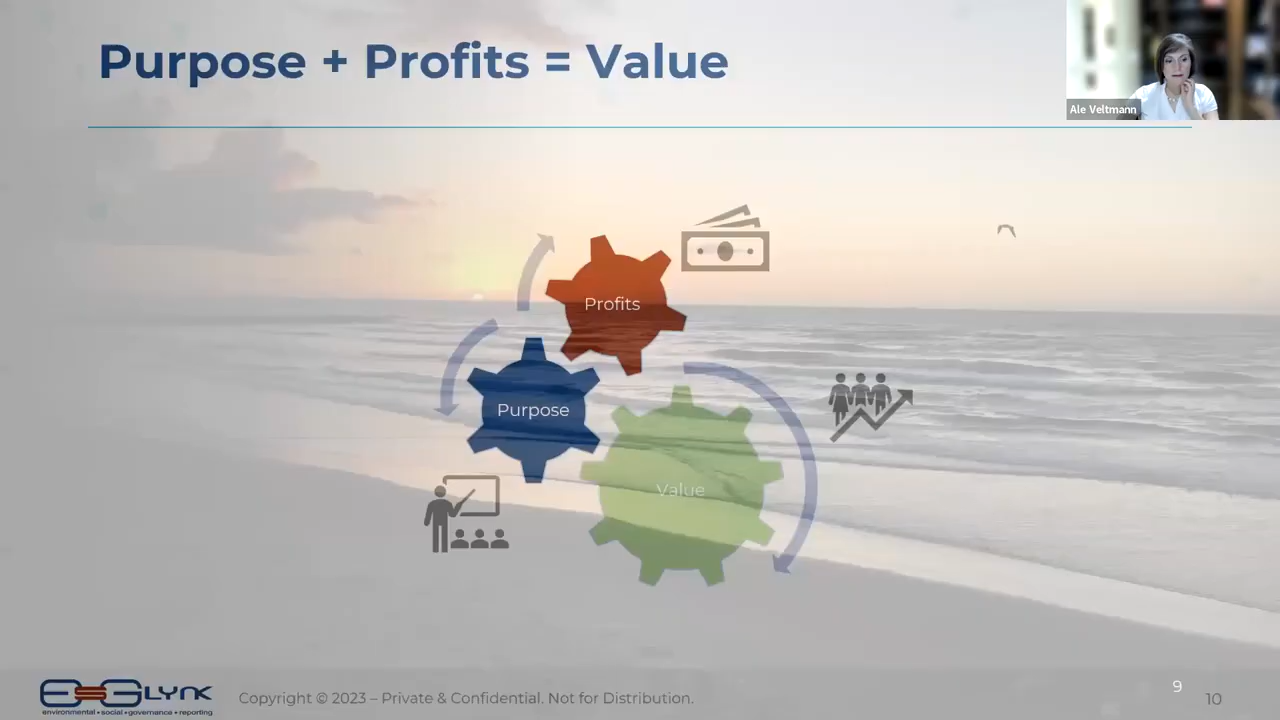 Purpose + Profits = Value
Ale Veltmann
Profits
Purpose
Value
ESGLYNK
environmental • social • governance • reporting
Copyright © 2023 – Private & Confidential. Not for Distribution.
9
10